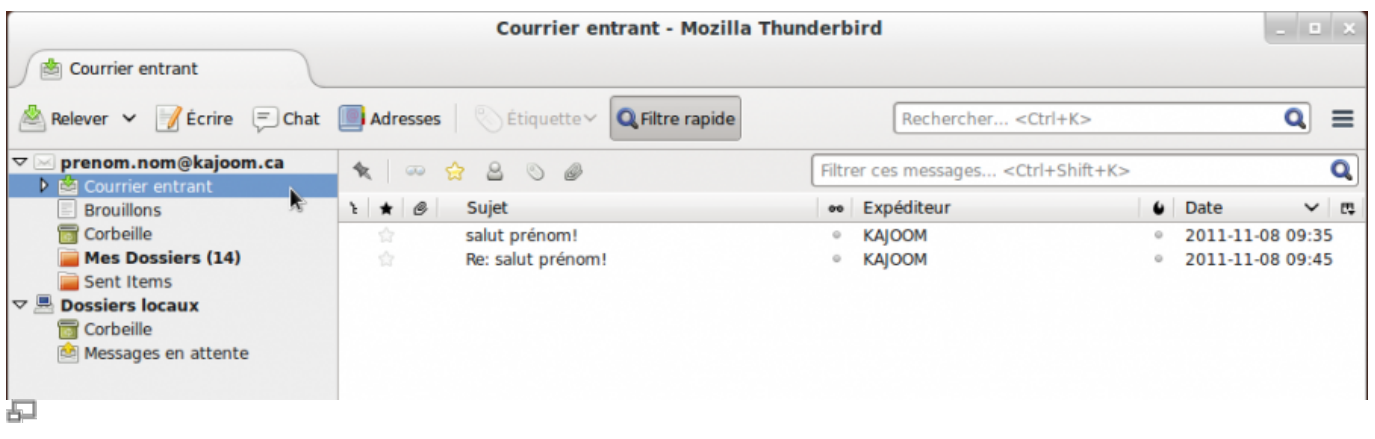 Courrier entrant - Mozilla Thunderbird
Courrier entrant
Relever Écrire Chat Adresses Étiquette Filtre rapide Rechercher... <Ctrl+K>
prenom.nom@kajoom.ca
Courrier entrant
Brouillons
Corbeille
Mes Dossiers (14)
Sent Items
Dossiers locaux
Corbeille
Messages en attente
Filtrer ces messages... <Ctrl+Shift+K>
Sujet Expéditeur Date
salut prénom! KAJOOM 2011-11-08 09:35
Re: salut prénom! KAJOOM 2011-11-08 09:45